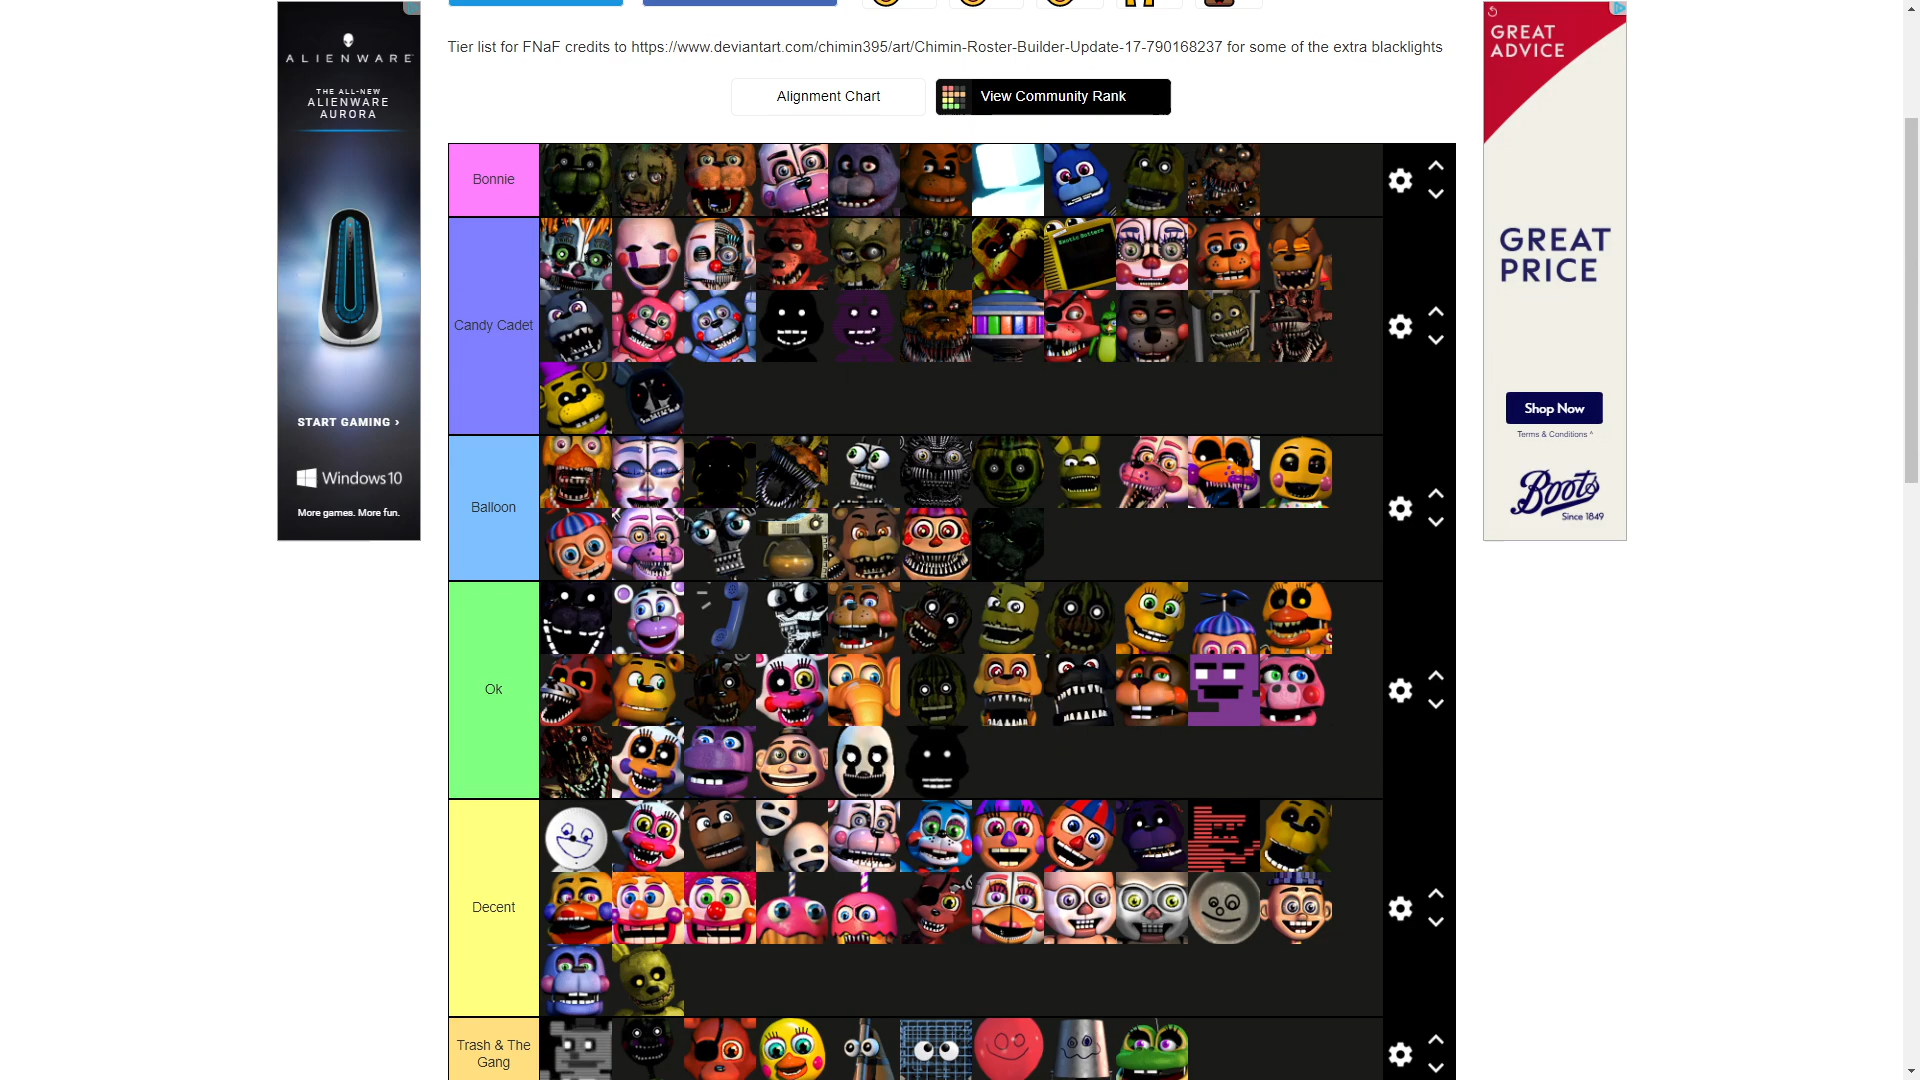 ALIENWARE
THE ALL-NEW
ALIENWARE
AURORA
START GAMING ›
Windows 10
More games. More fun.
Tier list for FNaF credits to https://www.deviantart.com/chimin395/art/Chimin-Roster-Builder-Update-17-790168237 for some of the extra blacklights
Alignment Chart
View Community Rank
Bonnie
Candy Cadet
Exotic Butters
Balloon
Ok
Decent
Trash & The
Gang
GREAT
ADVICE
GREAT
PRICE
Shop Now
Terms & Conditions ^
Boots
Since 1849